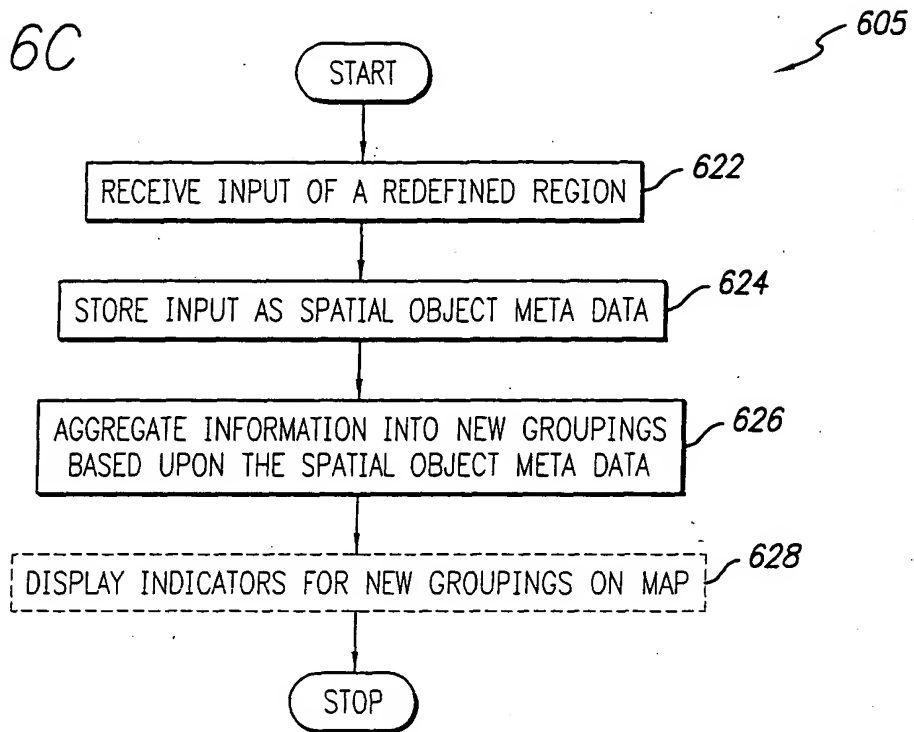 6C
605
START
RECEIVE INPUT OF A REDEFINED REGION
622
STORE INPUT AS SPATIAL OBJECT META DATA
624
AGGREGATE INFORMATION INTO NEW GROUPINGS
BASED UPON THE SPATIAL OBJECT META DATA
626
DISPLAY INDICATORS FOR NEW GROUPINGS ON MAP
628
STOP